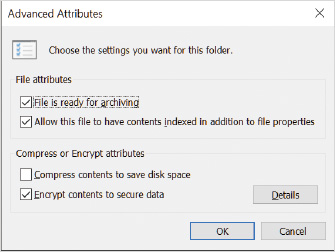 Advanced Attributes
Choose the settings you want for this folder.
File attributes
File is ready for archiving
Allow this file to have contents indexed in addition to file properties
Compress or Encrypt attributes
Compress contents to save disk space
Encrypt contents to secure data
Details
OK
Cancel